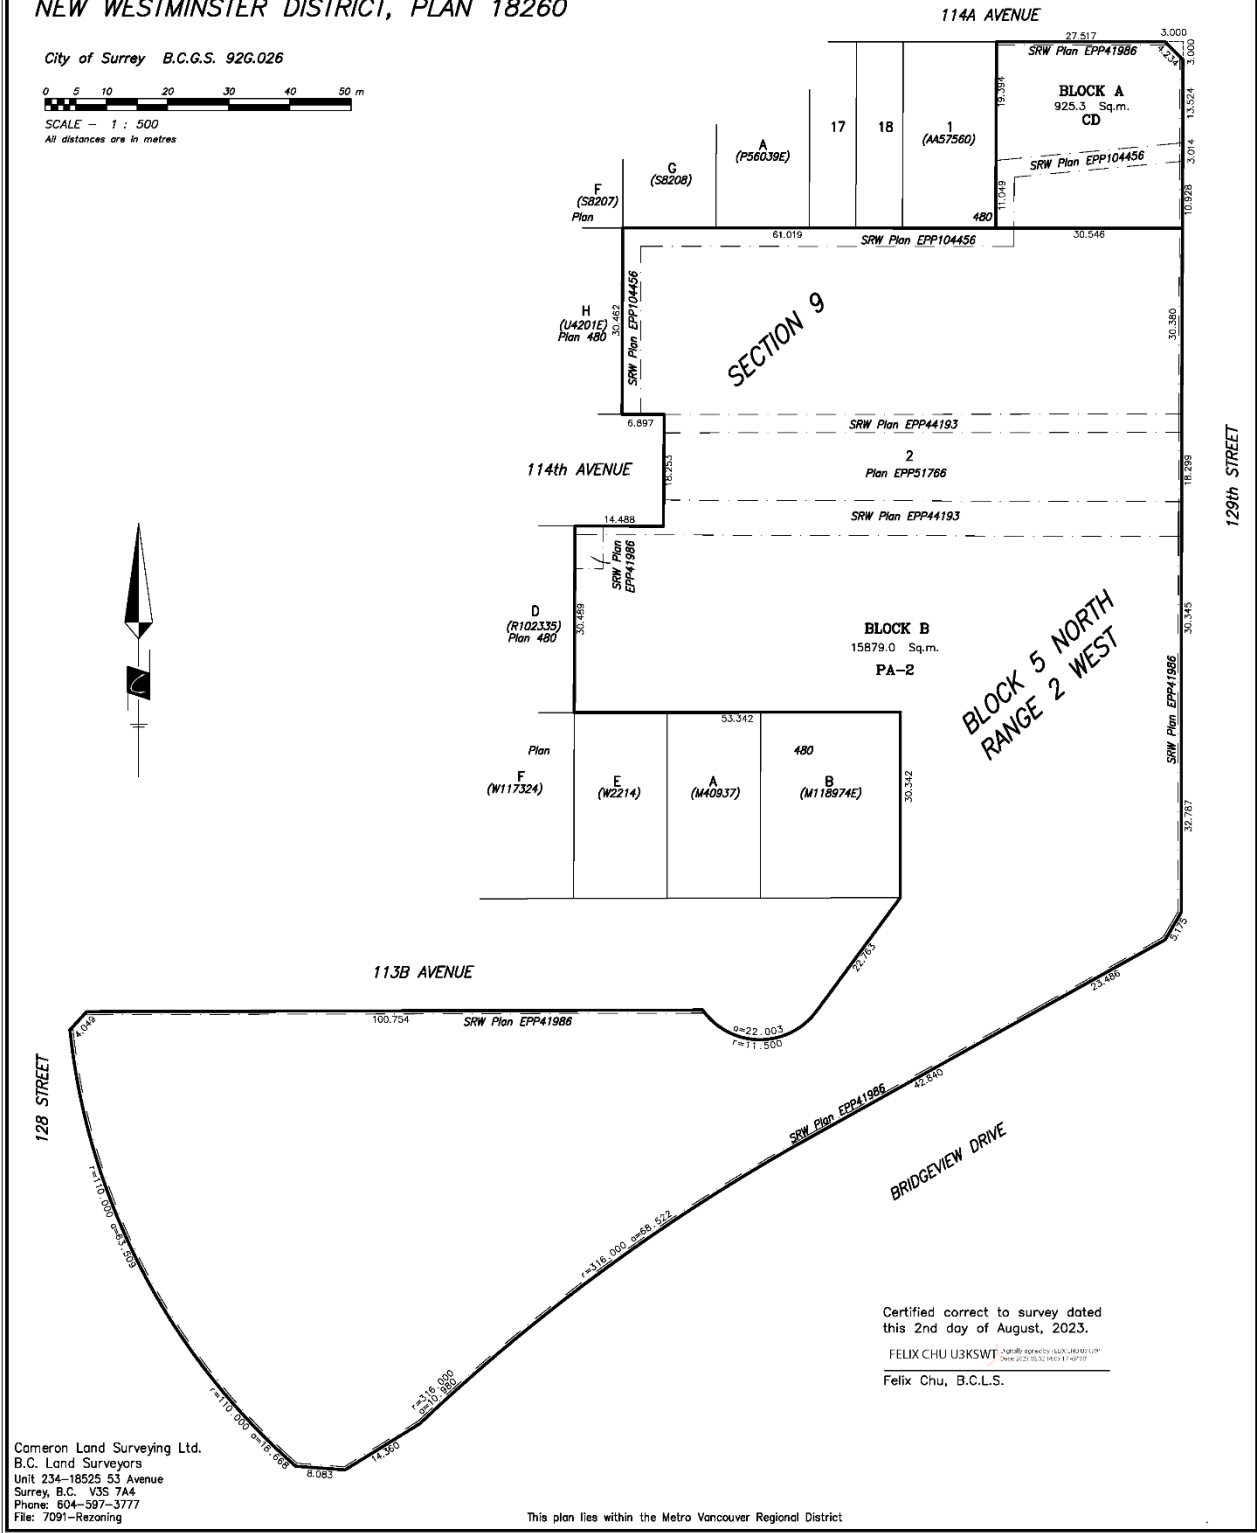 NEW WESTMINSTER DISTRICT, PLAN 18260
City of Surrey B.C.G.S. 92G.026
0 5 10 20 30 40 50 m
SCALE - 1 : 500
All distances are in metres
114A AVENUE
27.517
3.000
SRW Plan EPP41986
4.234
3.000
19.394
BLOCK A
925.3 Sq.m.
CD
13.524
SRW Plan EPP104456
3.014
11.049
10.928
480
30.546
1
(AA57560)
18
17
A
(P56039E)
G
(S8208)
F
(S8207)
Plan
61.019
SRW Plan EPP104456
H
(U4201E)
Plan 480
30.462
SRW Plan EPP104456
SECTION 9
30.380
6.897
SRW Plan EPP44193
114th AVENUE
18.253
2
Plan EPP51766
18.299
129th STREET
14.488
SRW Plan EPP44193
SRW Plan
EPP41986
D
(R102335)
Plan 480
30.489
BLOCK B
15879.0 Sq.m.
PA-2
BLOCK 5 NORTH
RANGE 2 WEST
30.345
SRW Plan EPP41986
53.342
Plan
480
F
(W117324)
E
(W2214)
A
(M40937)
B
(M118974E)
30.342
32.787
5.175
22.763
23.486
113B AVENUE
4.049
100.754
SRW Plan EPP41986
a=22.003
r=11.500
128 STREET
42.840
SRW Plan EPP41986
BRIDGEVIEW DRIVE
r=110.000 a=63.509
r=316.000 a=68.522
r=316.000
a=10.980
r=110.000 a=16.668
8.083
14.360
Certified correct to survey dated
this 2nd day of August, 2023.
FELIX CHU U3KSWT
Felix Chu, B.C.L.S.
Cameron Land Surveying Ltd.
B.C. Land Surveyors
Unit 234-18525 53 Avenue
Surrey, B.C. V3S 7A4
Phone: 604-597-3777
File: 7091-Rezoning
This plan lies within the Metro Vancouver Regional District